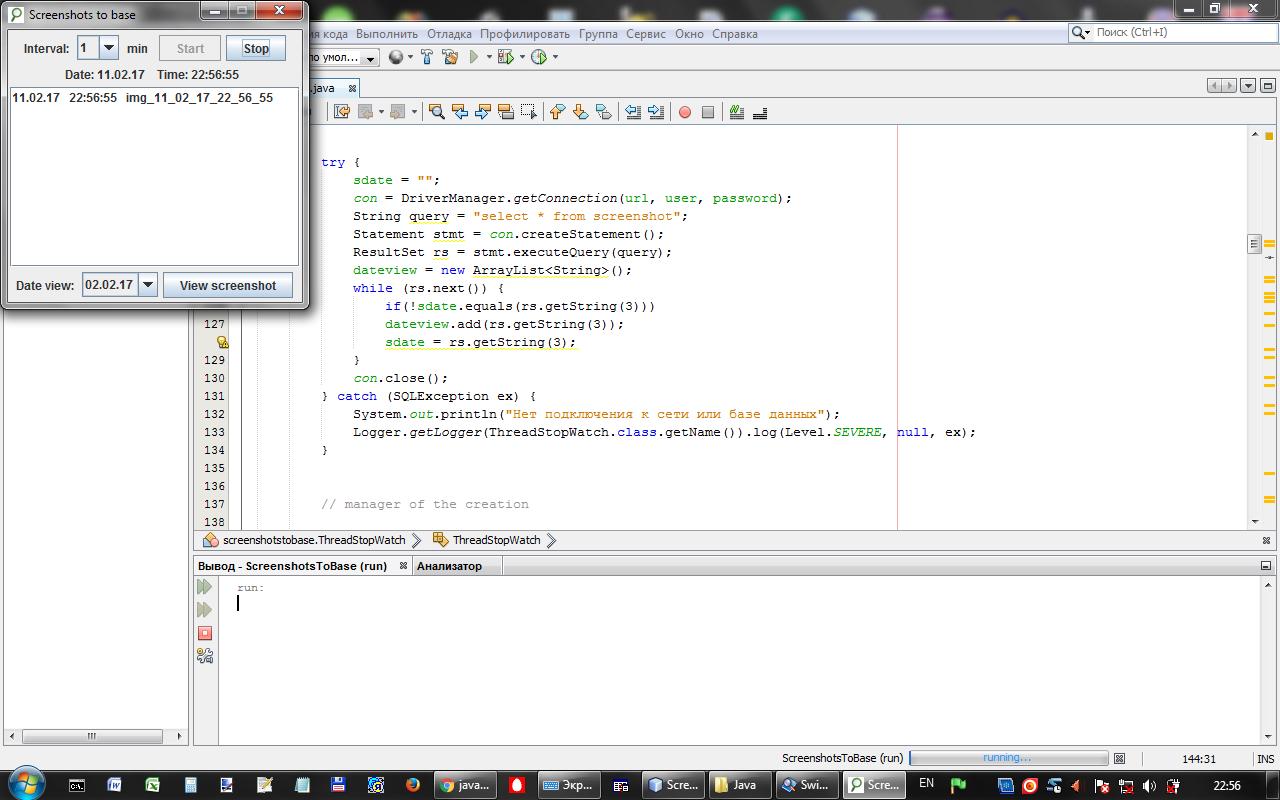 Screenshots to base
Interval: 1 min Start Stop
Date: 11.02.17 Time: 22:56:55
11.02.17 22:56:55 img_11_02_17_22_56_55
Date view: 02.02.17 View screenshot
кода Выполнить Отладка Профилировать Группа Сервис Окно Справка
Поиск (Ctrl+I)
по умол...
.java
try {
sdate = "";
con = DriverManager.getConnection(url, user, password);
String query = "select * from screenshot";
Statement stmt = con.createStatement();
ResultSet rs = stmt.executeQuery(query);
dateview = new ArrayList<String>();
while (rs.next()) {
if(!sdate.equals(rs.getString(3)))
127 dateview.add(rs.getString(3));
sdate = rs.getString(3);
129 }
130 con.close();
131 } catch (SQLException ex) {
132 System.out.println("Нет подключения к сети или базе данных");
133 Logger.getLogger(ThreadStopWatch.class.getName()).log(Level.SEVERE, null, ex);
134 }
135
136
137 // manager of the creation
138
screenshotstobase.ThreadStopWatch ThreadStopWatch
Вывод - ScreenshotsToBase (run) Анализатор
run:
ScreenshotsToBase (run) running... 144:31 INS
java... Экр... Scre... Java Swi... Scre... EN 22:56